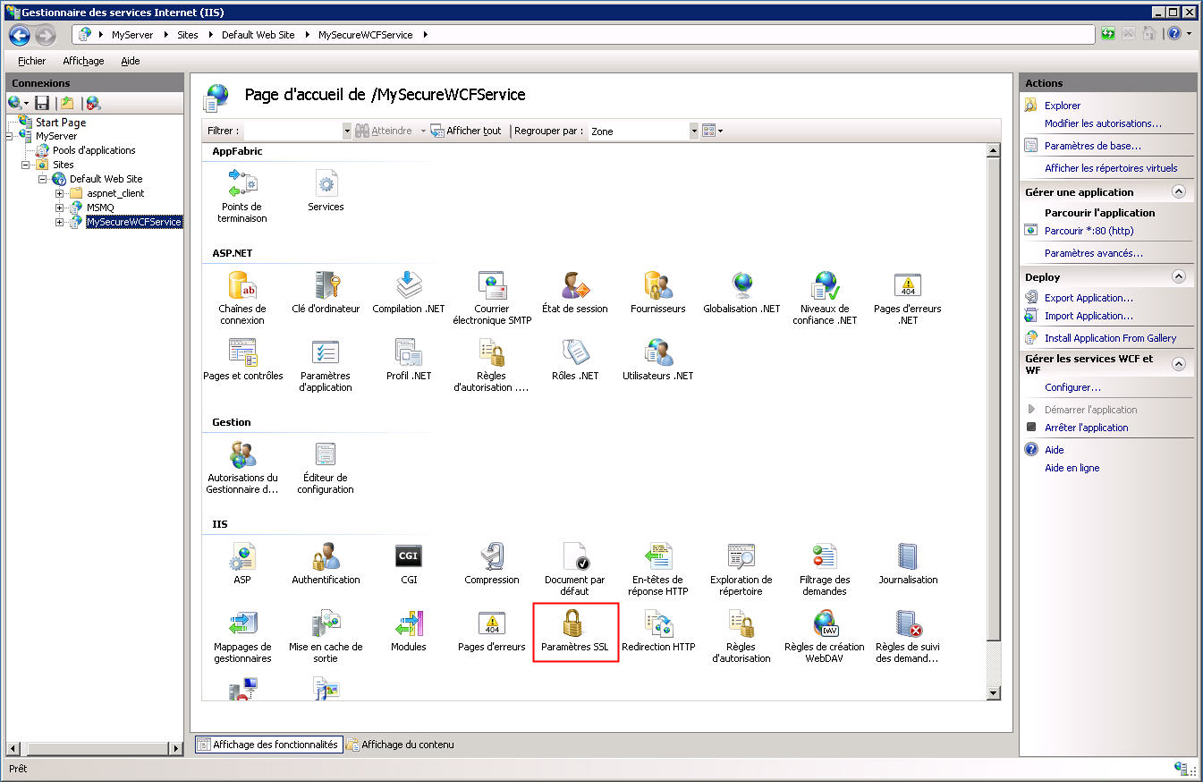 Gestionnaire des services Internet (IIS)
MyServer Sites Default Web Site MySecureWCFService
Fichier Affichage Aide
Connexions
Start Page
MyServer
Pools d'applications
Sites
Default Web Site
aspnet_client
MSMQ
MySecureWCFService
Page d'accueil de /MySecureWCFService
Filtrer : Atteindre Afficher tout Regrouper par : Zone
AppFabric
Points de terminaison
Services
ASP.NET
Chaînes de connexion
Clé d'ordinateur
Compilation .NET
Courrier électronique SMTP
État de session
Fournisseurs
Globalisation .NET
Niveaux de confiance .NET
404
Pages d'erreurs .NET
Pages et contrôles
Paramètres d'application
Profil .NET
Règles d'autorisation ....
Rôles .NET
Utilisateurs .NET
Gestion
Autorisations du Gestionnaire d...
Éditeur de configuration
IIS
ASP
Authentification
CGI
CGI
Compression
Document par défaut
En-têtes de réponse HTTP
Exploration de répertoire
Filtrage des demandes
Journalisation
Mappages de gestionnaires
Mise en cache de sortie
Modules
404
Pages d'erreurs
Paramètres SSL
Redirection HTTP
Règles d'autorisation
DAV
Règles de création WebDAV
Règles de suivi des demand...
Affichage des fonctionnalités Affichage du contenu
Prêt
Actions
Explorer
Modifier les autorisations...
Paramètres de base...
Afficher les répertoires virtuels
Gérer une application
Parcourir l'application
Parcourir *:80 (http)
Paramètres avancés...
Deploy
Export Application...
Import Application...
Install Application From Gallery
Gérer les services WCF et WF
Configurer...
Démarrer l'application
Arrêter l'application
Aide
Aide en ligne